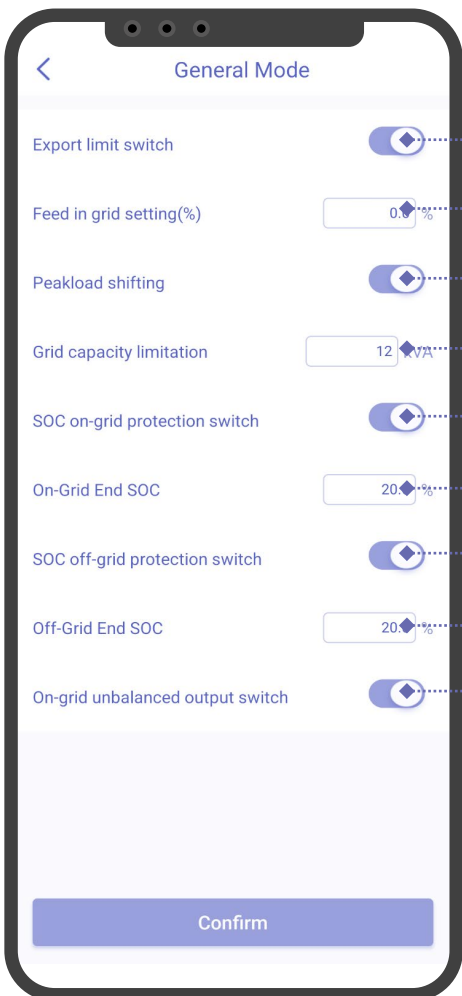 General Mode
Export limit switch
Feed in grid setting(%)
%
Peakload shifting
Grid capacity limitation
12 kVA
SOC on-grid protection switch
On-Grid End SOC
%
SOC off-grid protection switch
Off-Grid End SOC
%
On-grid unbalanced output switch
Confirm